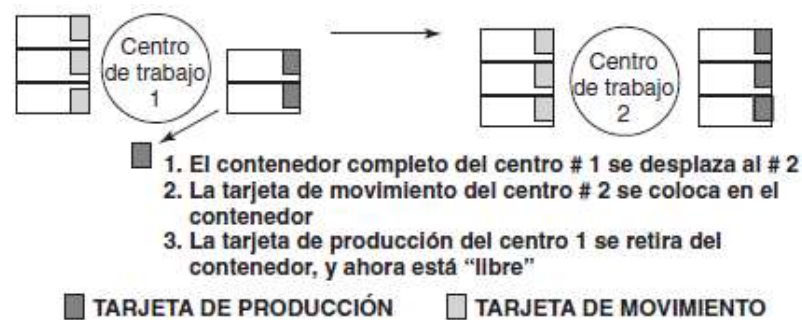 Centro
de trabajo
1
Centro
de trabajo
2
1. El contenedor completo del centro # 1 se desplaza al # 2
2. La tarjeta de movimiento del centro # 2 se coloca en el
contenedor
3. La tarjeta de producción del centro 1 se retira del
contenedor, y ahora está “libre”
TARJETA DE PRODUCCIÓN
TARJETA DE MOVIMIENTO